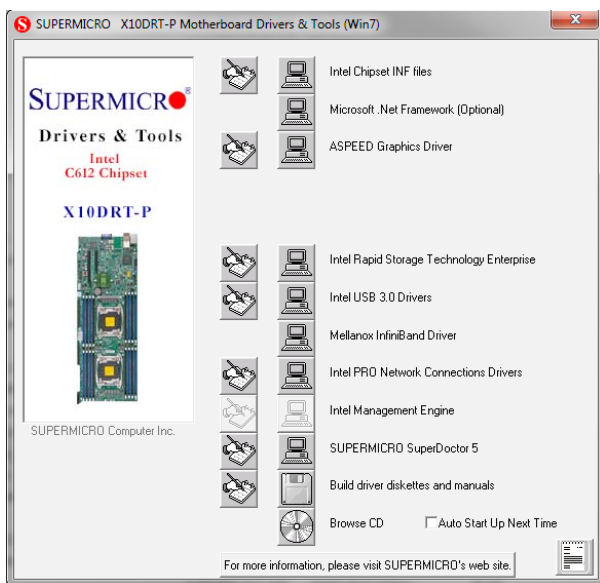 SUPERMICRO X10DRT-P Motherboard Drivers & Tools (Win7)
SUPERMICRO®
Drivers & Tools
Intel
C612 Chipset
X10DRT-P
SUPERMICRO Computer Inc.
Intel Chipset INF files
Microsoft .Net Framework (Optional)
ASPEED Graphics Driver
Intel Rapid Storage Technology Enterprise
Intel USB 3.0 Drivers
Mellanox InfiniBand Driver
Intel PRO Network Connections Drivers
Intel Management Engine
SUPERMICRO SuperDoctor 5
Build driver diskettes and manuals
Browse CD Auto Start Up Next Time
For more information, please visit SUPERMICRO's web site.